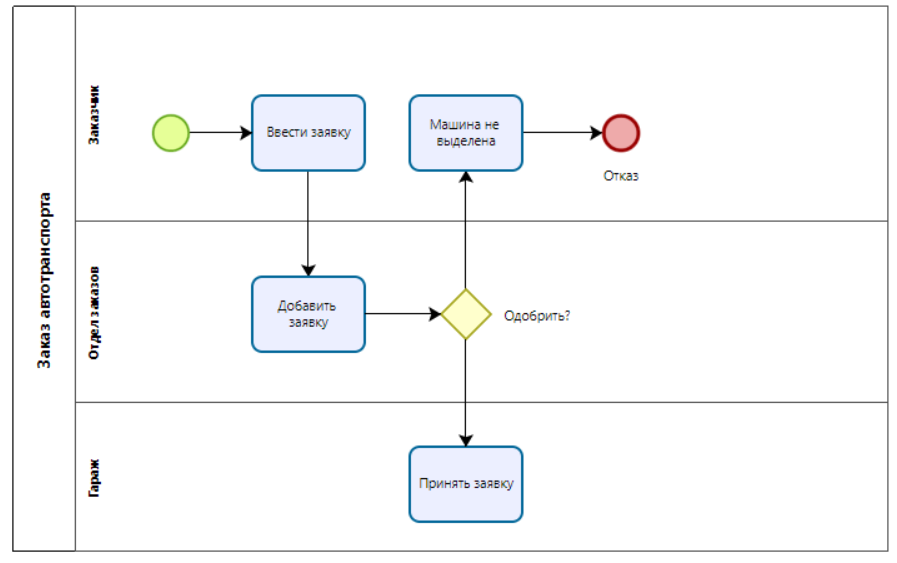 Заказ автотранспорта
Заказчик
Ввести заявку
Машина не
выделена
Отказ
Отдел заказов
Добавить
заявку
Одобрить?
Гараж
Принять заявку